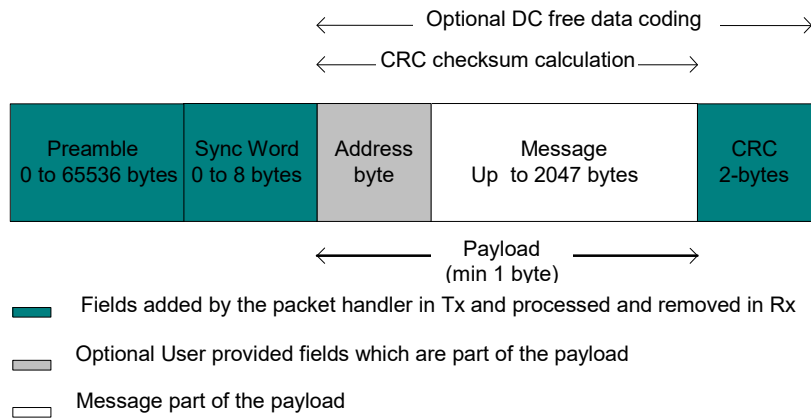 Optional DC free data coding
CRC checksum calculation
Preamble
0 to 65536 bytes
Sync Word
0 to 8 bytes
Address
byte
Message
Up to 2047 bytes
CRC
2-bytes
Payload
(min 1 byte)
Fields added by the packet handler in Tx and processed and removed in Rx
Optional User provided fields which are part of the payload
Message part of the payload